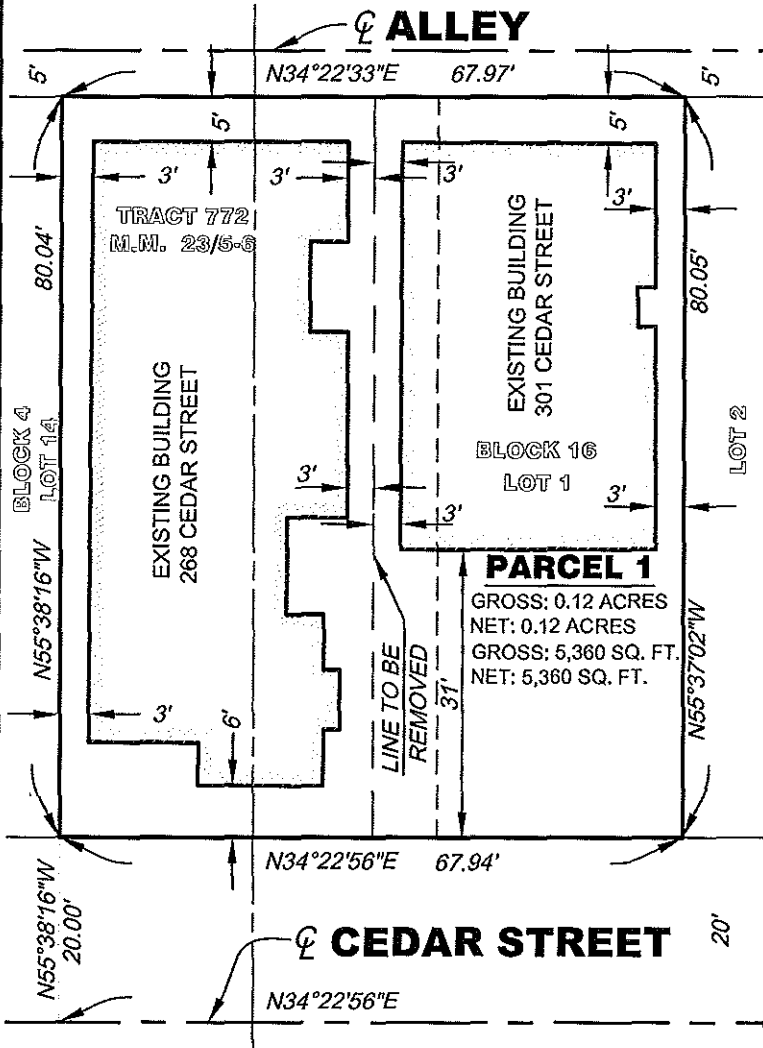 ℄ ALLEY
N34°22'33"E 67.97'
5'
5'
5'
5'
3'
3'
3'
3'
TRACT 772
M.M. 23/5-6
80.04'
80.05'
EXISTING BUILDING
301 CEDAR STREET
EXISTING BUILDING
268 CEDAR STREET
BLOCK 4
LOT 14
BLOCK 16
LOT 1
LOT 2
3'
3'
3'
PARCEL 1
GROSS: 0.12 ACRES
NET: 0.12 ACRES
GROSS: 5,360 SQ. FT.
NET: 5,360 SQ. FT.
N55°38'16"W
N55°37'02"W
LINE TO BE
REMOVED
31'
3'
6'
N34°22'56"E 67.94'
N55°38'16"W
20.00'
20'
℄ CEDAR STREET
N34°22'56"E